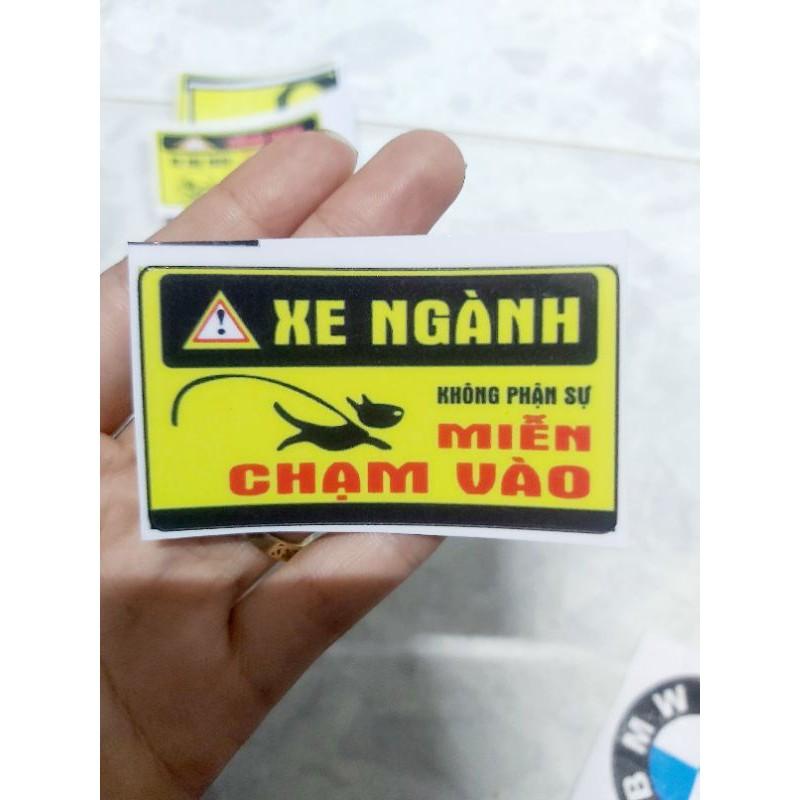 XE NGÀNH
KHÔNG PHẬN SỰ
MIỄN
CHẠM VÀO
BMW